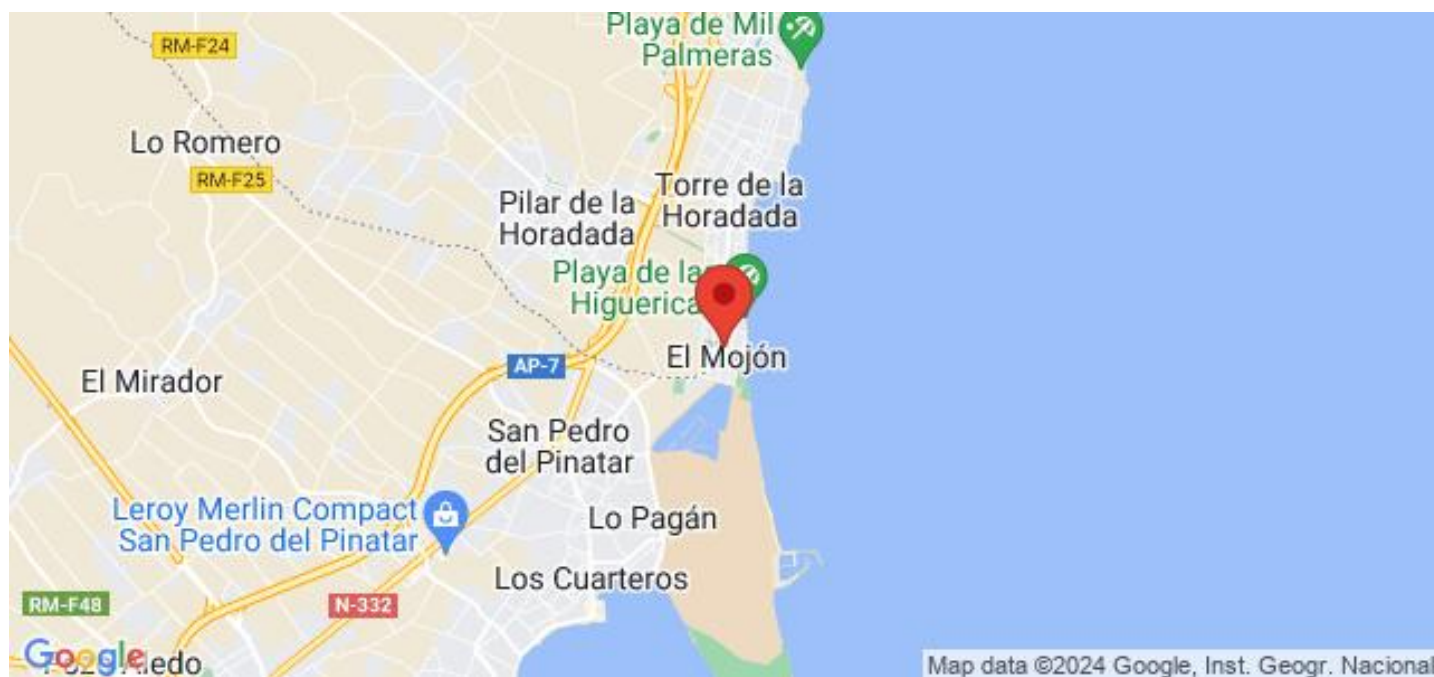 Playa de Mil
Palmeras
RM-F24
Lo Romero
RM-F25
Torre de la
Horadada
Pilar de la
Horadada
Playa de las
Higuerica
El Mojón
AP-7
El Mirador
San Pedro
del Pinatar
Leroy Merlin Compact
San Pedro del Pinatar
Lo Pagán
Los Cuarteros
RM-F48
N-332
Google
Map data ©2024 Google, Inst. Geogr. Nacional